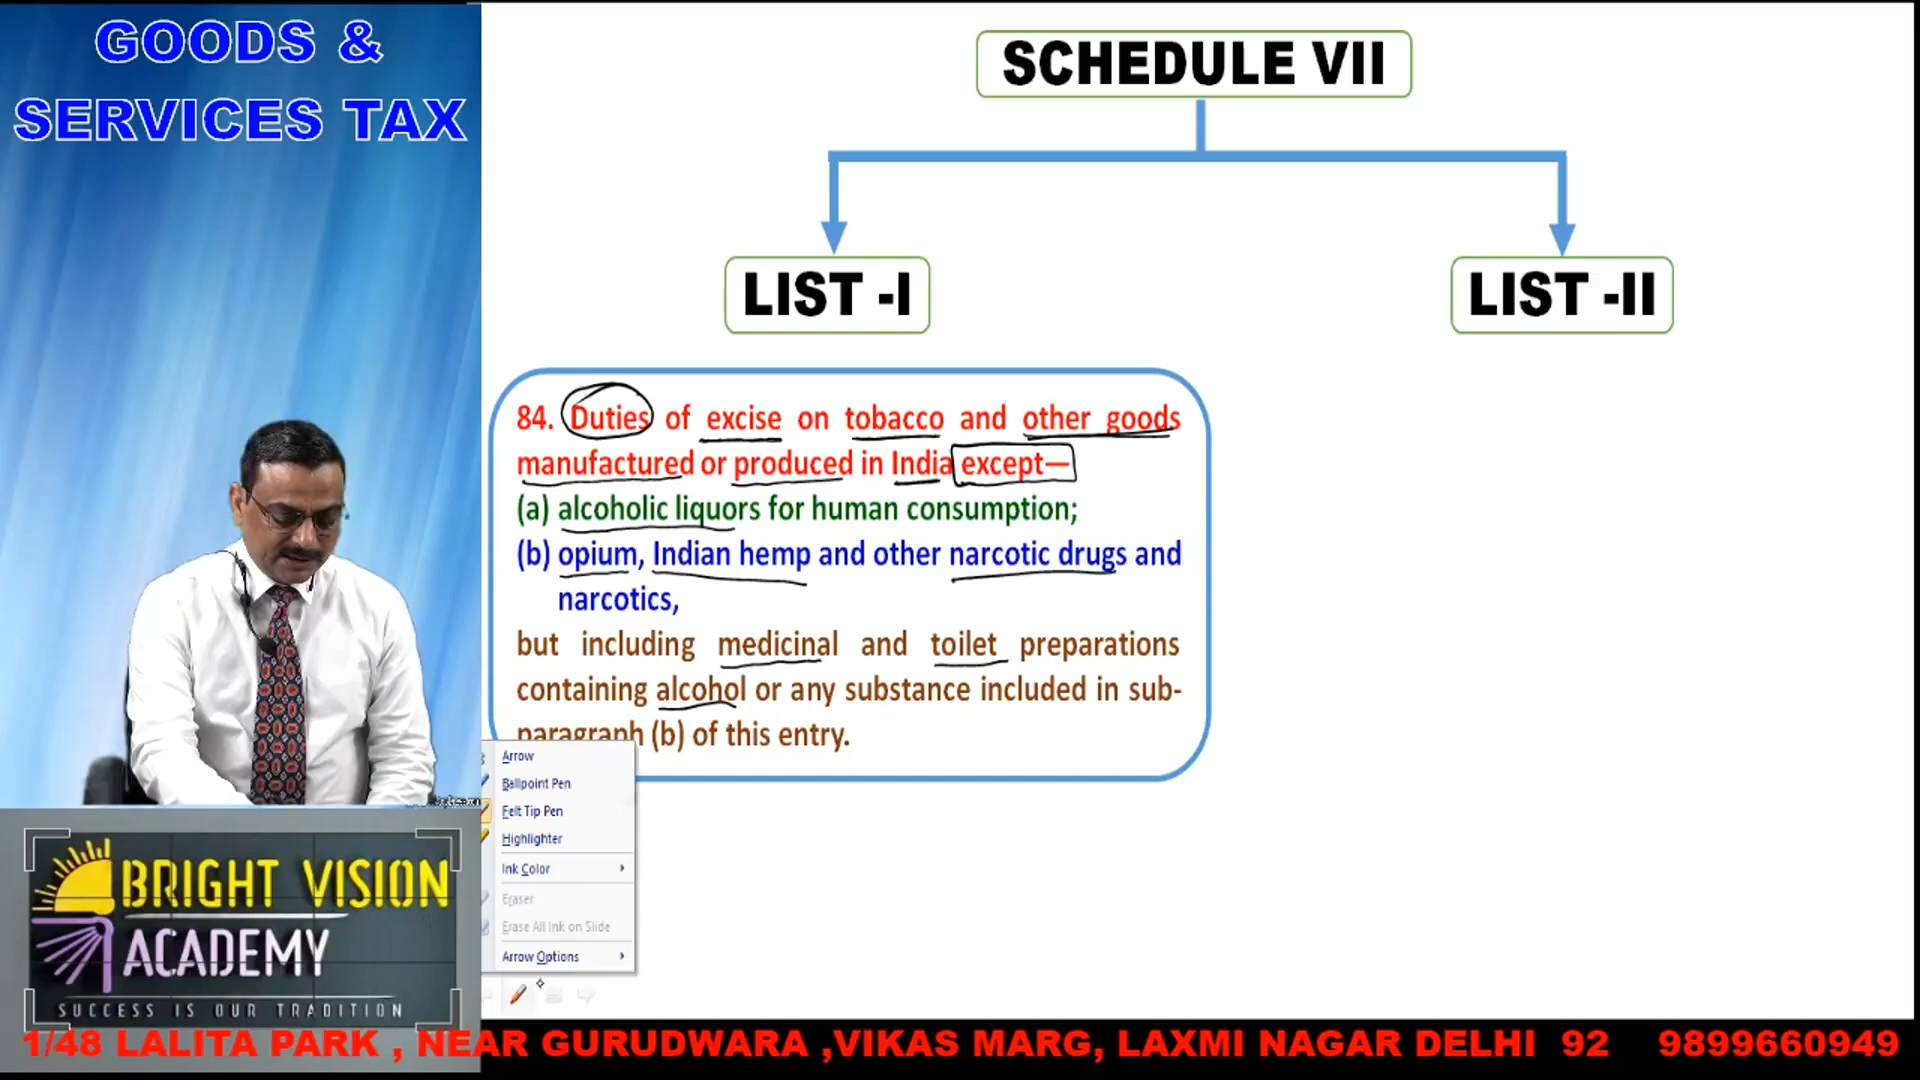 GOODS &
SERVICES TAX
SCHEDULE VII
LIST -I
LIST -II
84. Duties of excise on tobacco and other goods
manufactured or produced in India except—
(a) alcoholic liquors for human consumption;
(b) opium, Indian hemp and other narcotic drugs and
narcotics,
but including medicinal and toilet preparations
containing alcohol or any substance included in sub-
paragraph (b) of this entry.
Arrow
Ballpoint Pen
Felt Tip Pen
Highlighter
Ink Color
Eraser
Erase All Ink on Slide
Arrow Options
BRIGHT VISION
ACADEMY
SUCCESS IS OUR TRADITION
1/48 LALITA PARK , NEAR GURUDWARA ,VIKAS MARG, LAXMI NAGAR DELHI 92 9899660949